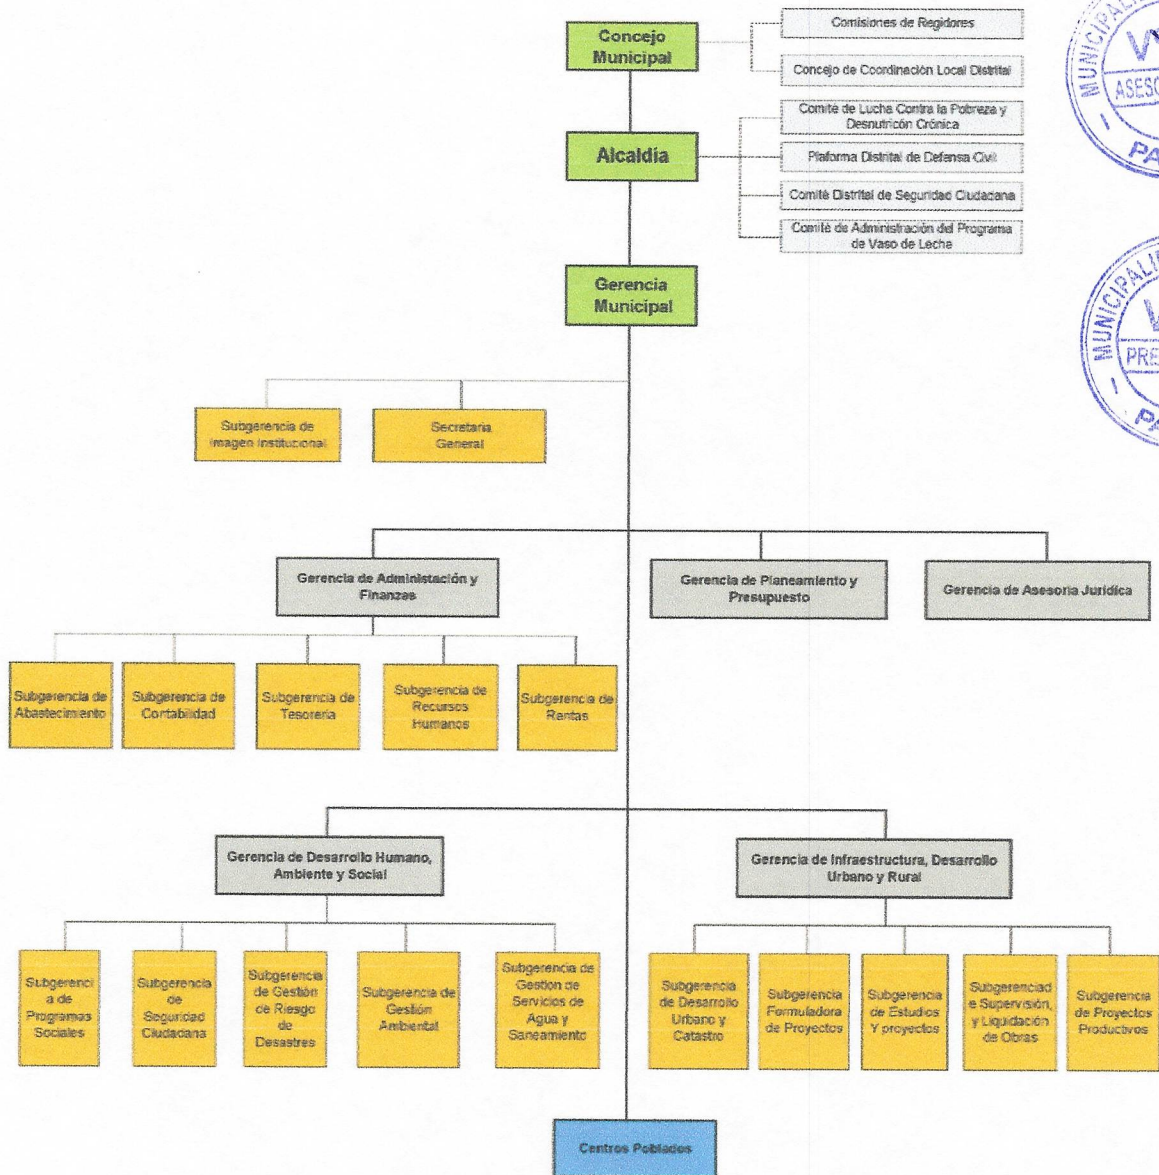 Concejo
Municipal
Comisiones de Regidores
Concejo de Coordinación Local Distrital
Alcaldía
Comité de Lucha Contra la Pobreza y
Desnutricón Crónica
Plaforma Distrital de Defensa Civil
Comité Distrital de Seguridad Ciudadana
Comité de Administración del Programa
de Vaso de Leche
Gerencia
Municipal
Subgerencia de
Imagen Institucional
Secretaria
General
Gerencia de Administación y
Finanzas
Gerencia de Planeamiento y
Presupuesto
Gerencia de Asesoria Jurídica
Subgerencia de
Abastecimiento
Subgerencia de
Contabilidad
Subgerencia de
Tesoreria
Subgerencia de
Recursos
Humanos
Subgerencia de
Rentas
Gerencia de Desarrollo Humano,
Ambiente y Social
Gerencia de Infraestructura, Desarrollo
Urbano y Rural
Subgerenci
a de
Programas
Sociales
Subgerencia
de
Seguridad
Ciudadana
Subgerencia
de Gestión
de Riesgo
de
Desastres
Subgerencia de
Gestión
Ambiental
Subgerencia de
Gestion de
Servicios de
Agua y
Saneamiento
Subgerencia
de Desarrollo
Urbano y
Catastro
Subgerencia
Formuladora
de Proyectos
Subgerencia
de Estudios
Y proyectos
Subgerenciad
e Supervisión,
y Liquidación
de Obras
Subgerencia
de Proyectos
Productivos
Centros Poblados